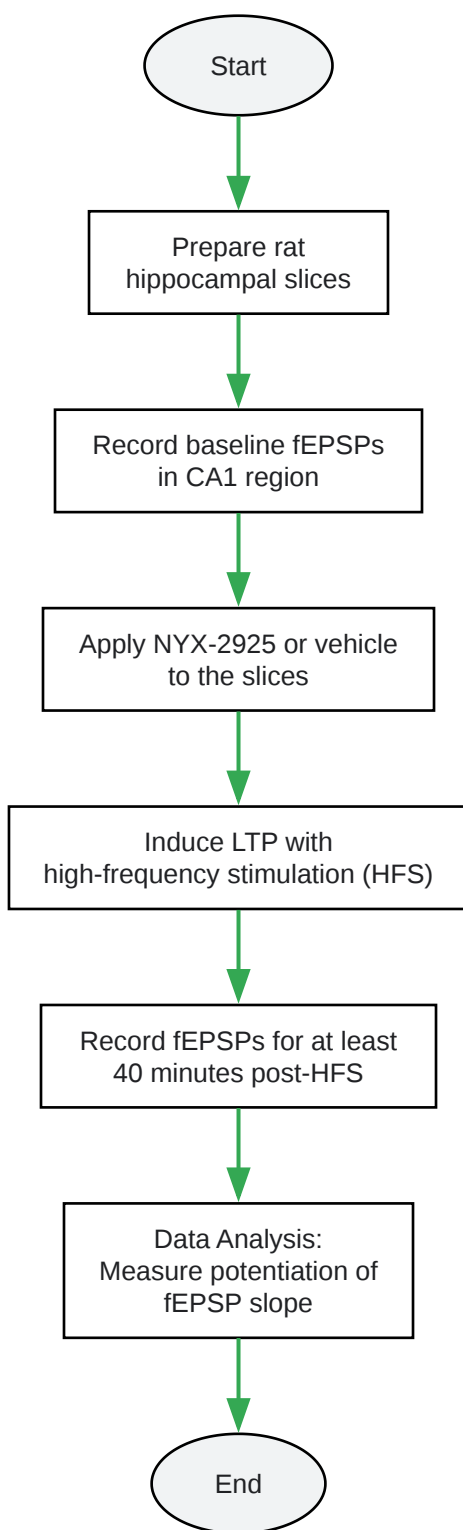 Start
Prepare rat
hippocampal slices
Record baseline fEPSPs
in CA1 region
Apply NYX-2925 or vehicle
to the slices
Induce LTP with
high-frequency stimulation (HFS)
Record fEPSPs for at least
40 minutes post-HFS
Data Analysis:
Measure potentiation of
fEPSP slope
End